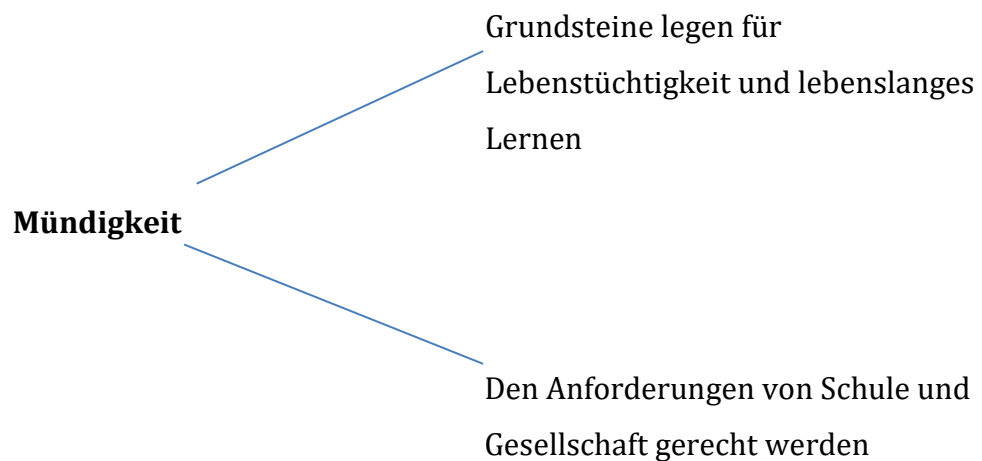 Grundsteine legen für
Lebenstüchtigkeit und lebenslanges
Lernen
Mündigkeit
Den Anforderungen von Schule und
Gesellschaft gerecht werden